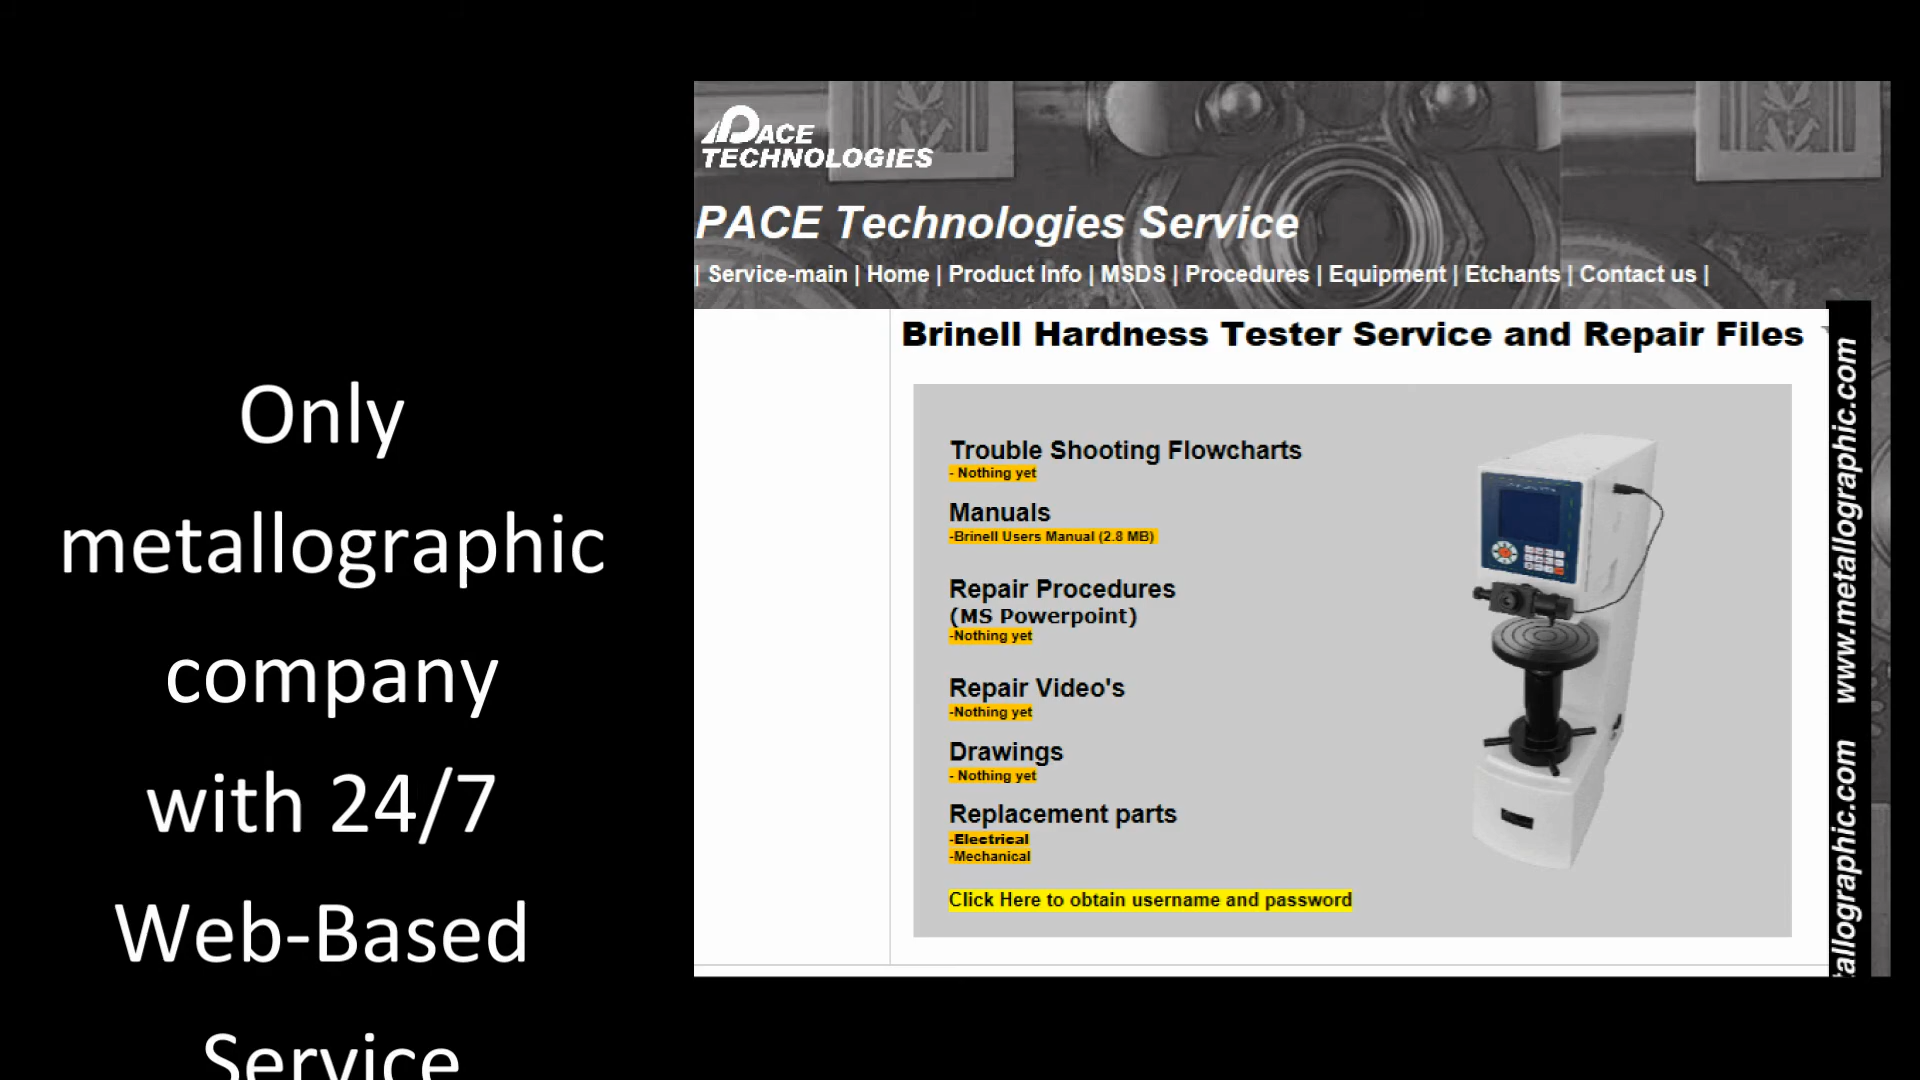 Only
metallographic
company
with 24/7
Web-Based
Service
PACE
TECHNOLOGIES
PACE Technologies Service
| Service-main | Home | Product Info | MSDS | Procedures | Equipment | Etchants | Contact us |
Brinell Hardness Tester Service and Repair Files
Trouble Shooting Flowcharts
- Nothing yet
Manuals
-Brinell Users Manual (2.8 MB)
Repair Procedures
(MS Powerpoint)
-Nothing yet
Repair Video's
-Nothing yet
Drawings
- Nothing yet
Replacement parts
-Electrical
-Mechanical
Click Here to obtain username and password
www.metallographic.com
allographic.com